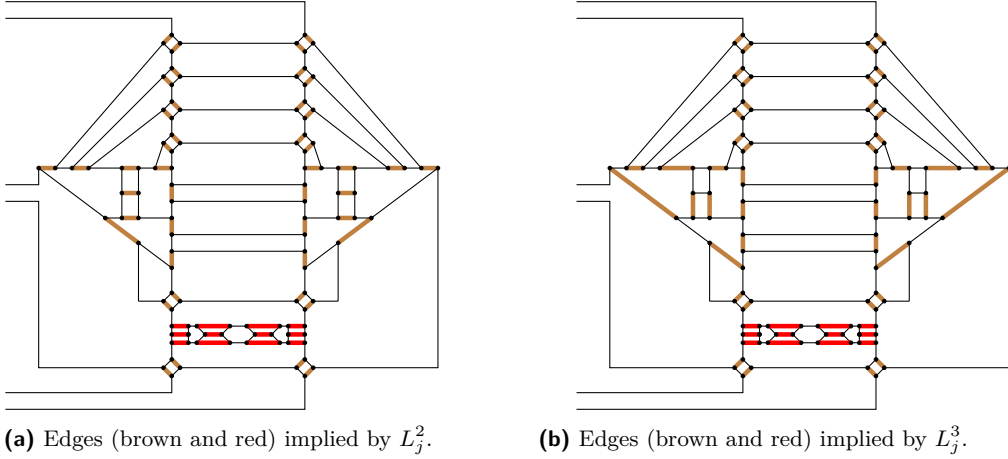 (a) Edges (brown and red) implied by $L_j^2$.
(b) Edges (brown and red) implied by $L_j^3$.